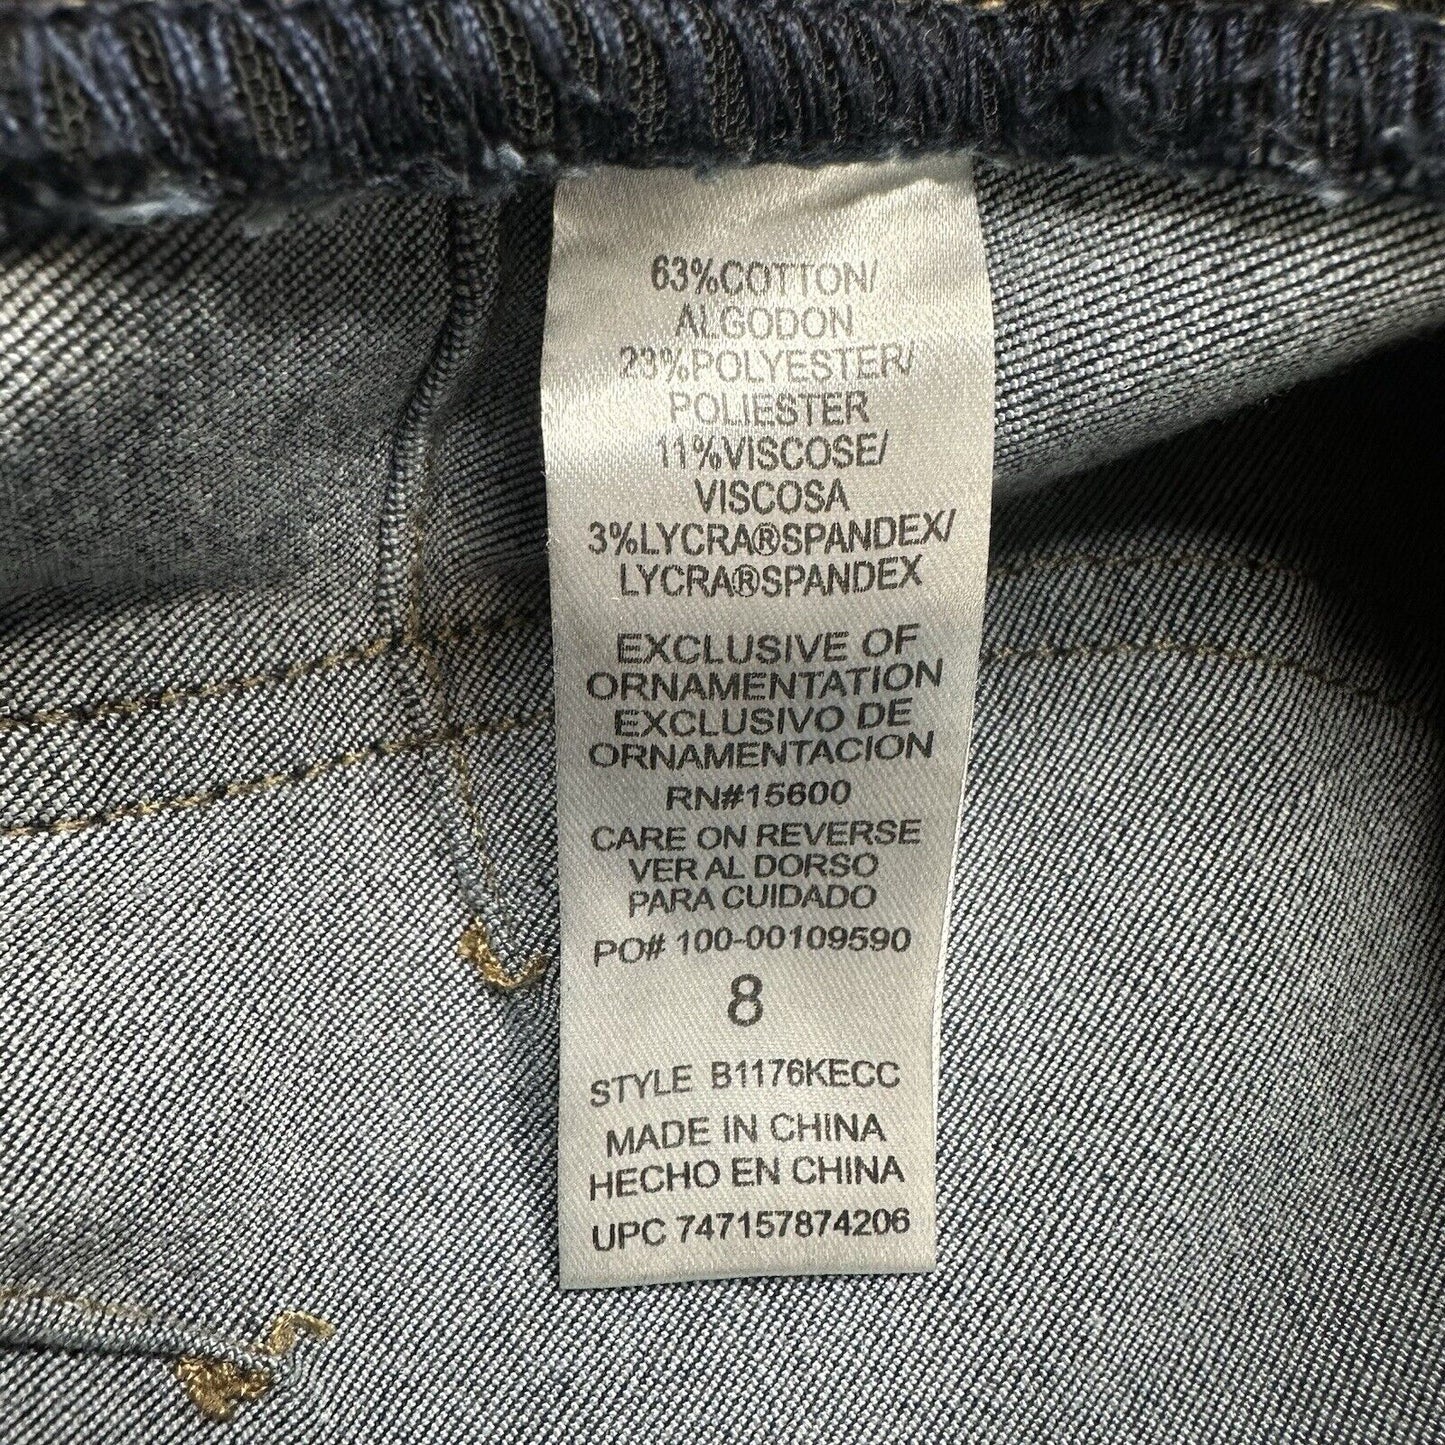 63%COTTON/
ALGODON
23%POLYESTER/
POLIESTER
11%VISCOSE/
VISCOSA
3%LYCRA®SPANDEX/
LYCRA®SPANDEX
EXCLUSIVE OF
ORNAMENTATION
EXCLUSIVO DE
ORNAMENTACION
RN#15600
CARE ON REVERSE
VER AL DORSO
PARA CUIDADO
PO# 100-00109590
8
STYLE B1176KECC
MADE IN CHINA
HECHO EN CHINA
UPC 747157874206